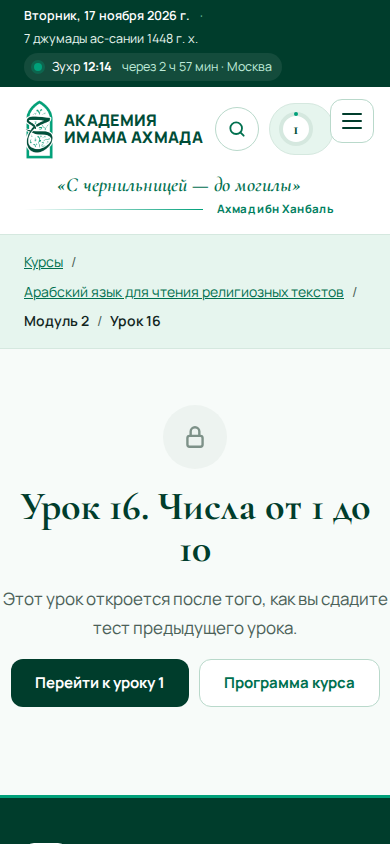 Вторник, 17 ноября 2026 г. ·
7 джумады ас-сании 1448 г. х.
Зухр 12:14 через 2 ч 57 мин · Москва
АКАДЕМИЯ
ИМАМА АХМАДА
1
«С чернильницей — до могилы»
Ахмад ибн Ханбаль
Курсы /
Арабский язык для чтения религиозных текстов /
Модуль 2 / Урок 16
Урок 16. Числа от 1 до
10
Этот урок откроется после того, как вы сдадите
тест предыдущего урока.
Перейти к уроку 1
Программа курса